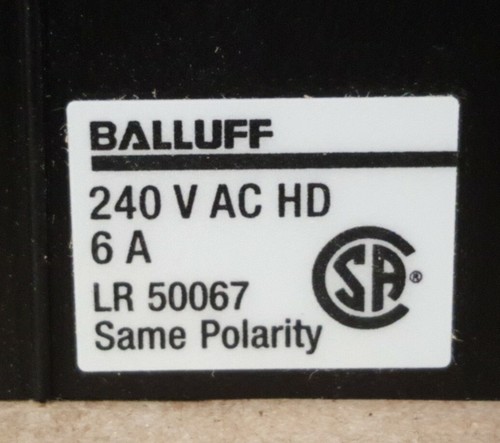 BALLUFF
240 V AC HD
6 A
LR 50067
Same Polarity
SA ®